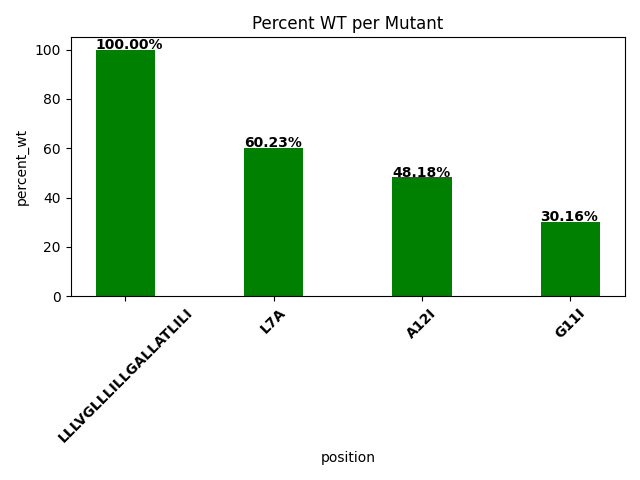 Percent WT per Mutant
percent_wt
100
80
60
40
20
0
100.00%
60.23%
48.18%
30.16%
LLLVGLLLILLGALLATLILI
L7A
A12I
G11I
position